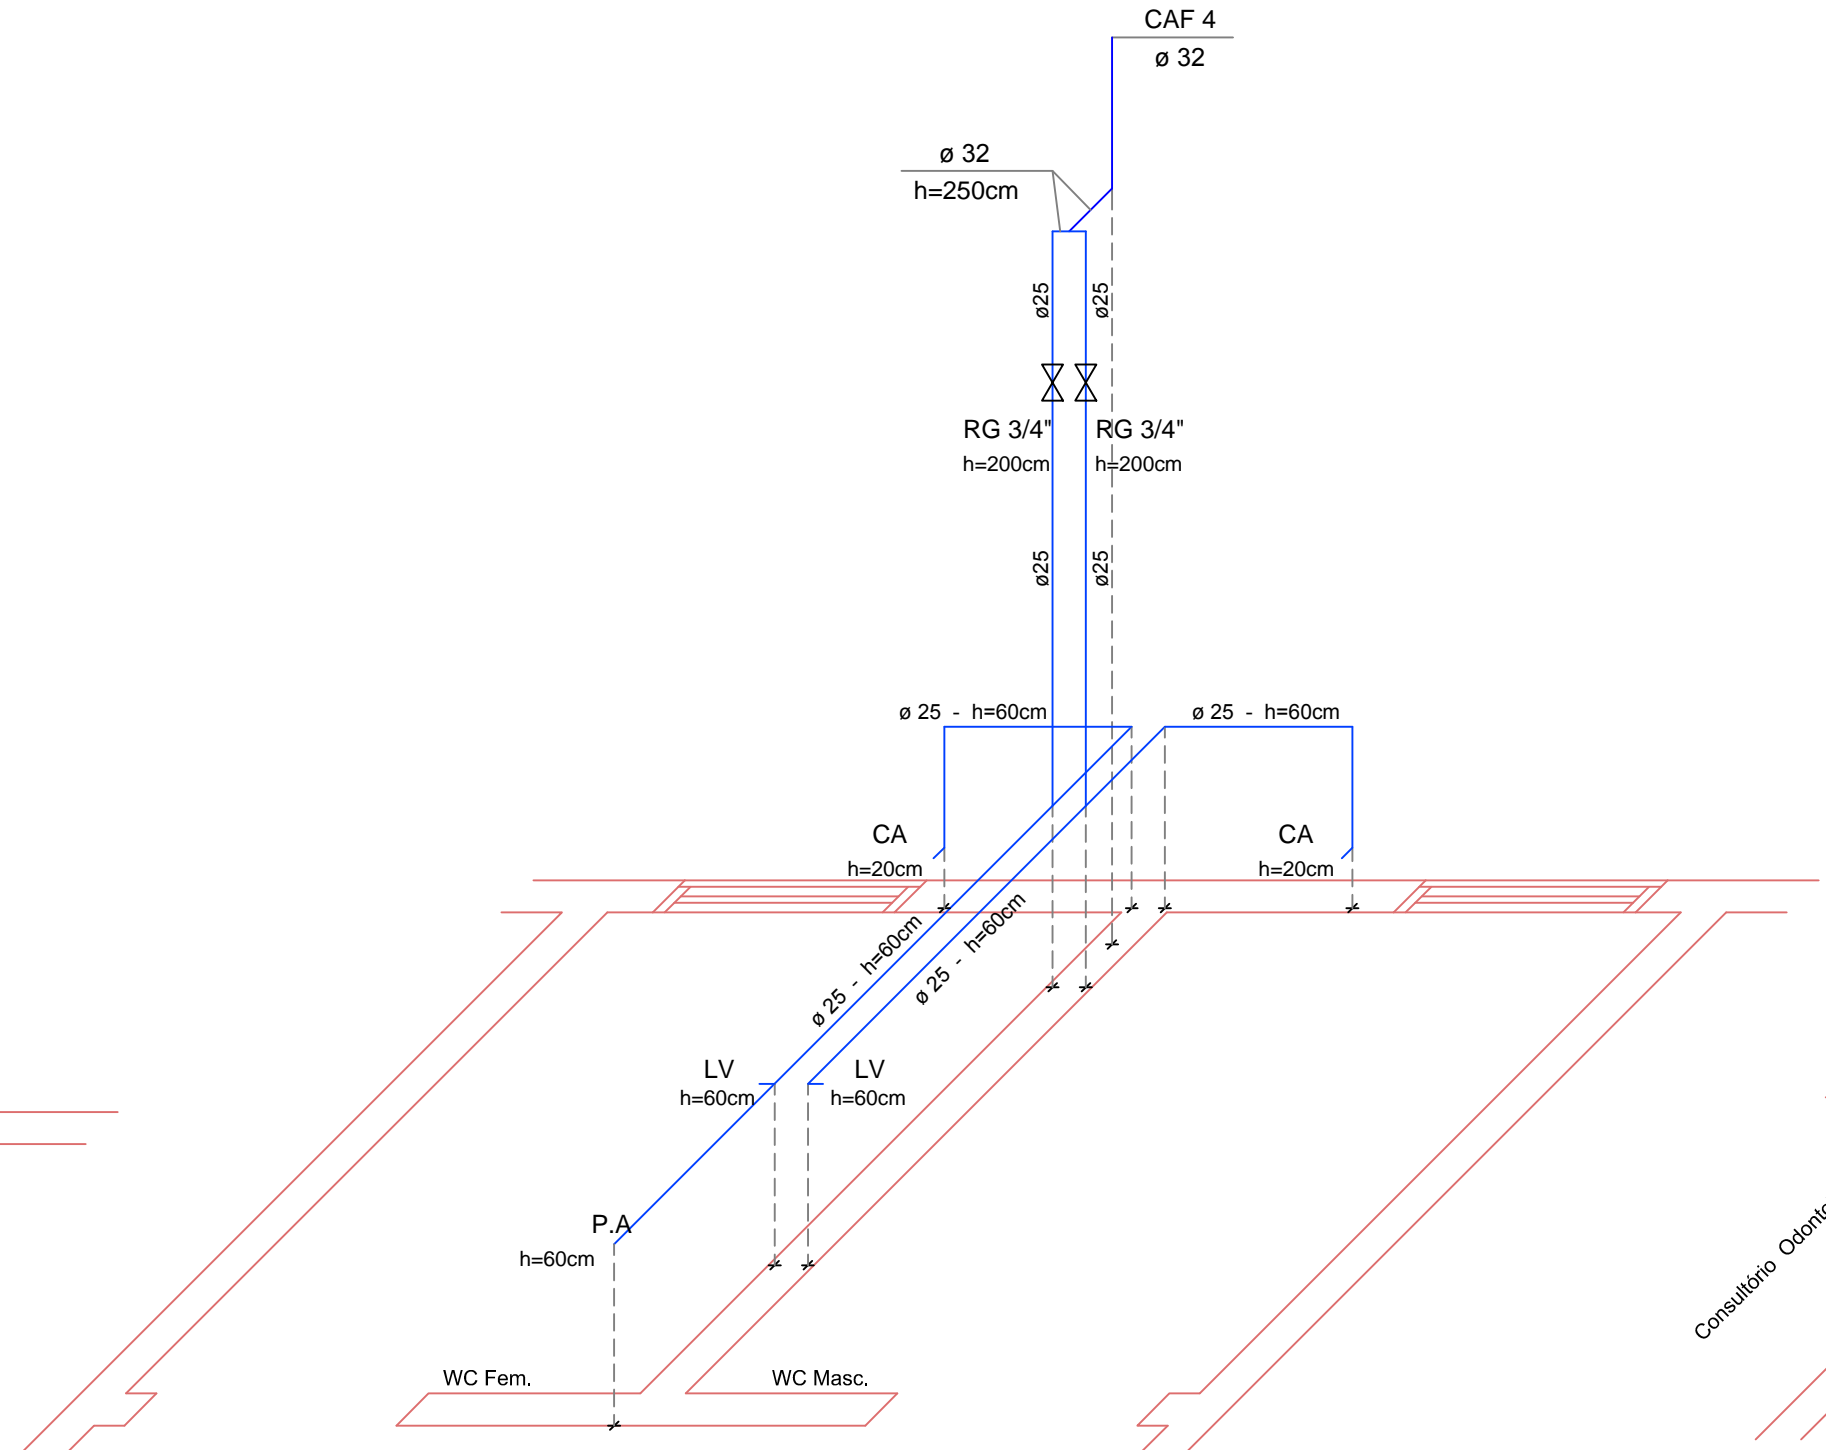 CAF 4
ø 32
ø 32
h=250cm
ø25
ø25
RG 3/4"
RG 3/4"
h=200cm
h=200cm
ø25
ø25
ø 25 - h=60cm
ø 25 - h=60cm
CA
CA
h=20cm
h=20cm
ø 25 - h=60cm
ø 25 - h=60cm
LV
LV
h=60cm
h=60cm
P.A
h=60cm
Consultório Odonto
WC Fem.
WC Masc.